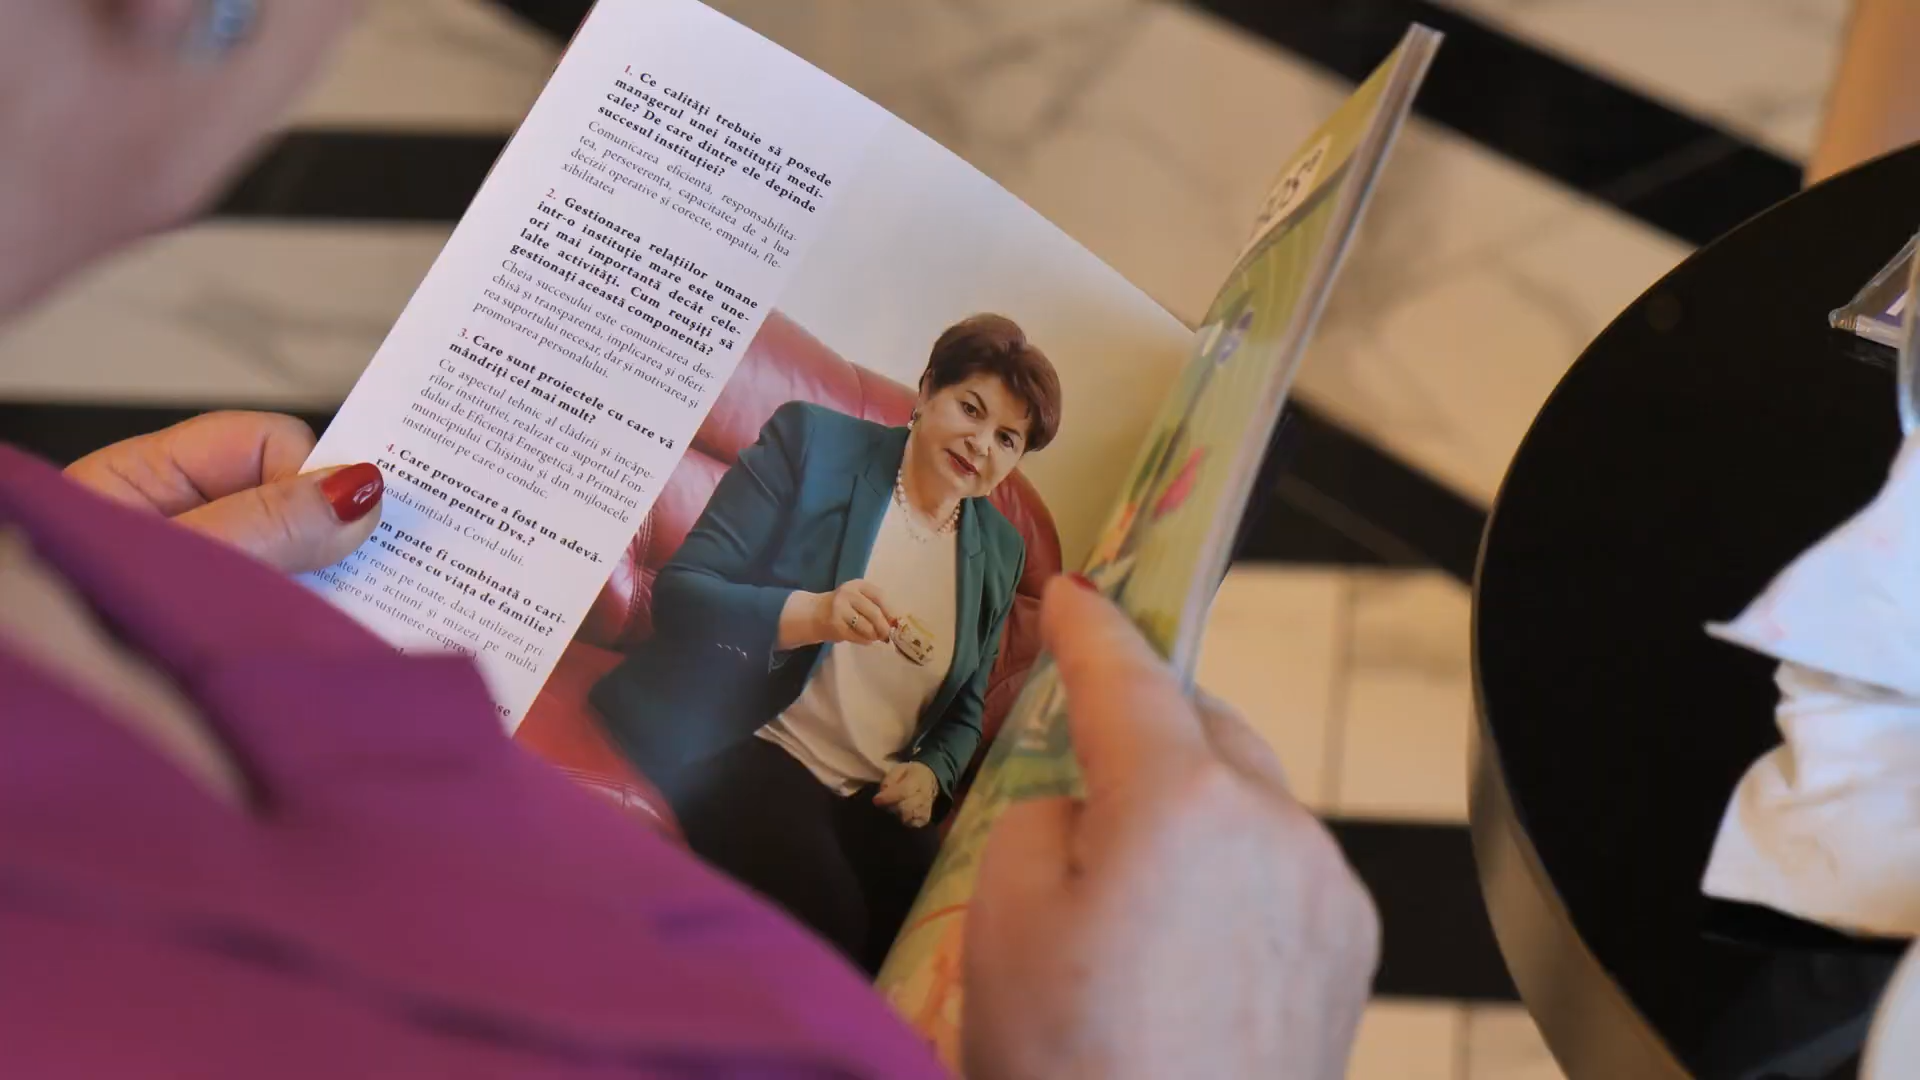 1. Ce calități trebuie să posede
managerul unei instituții medi-
cale? De care dintre ele depinde
succesul instituției?
Comunicarea eficientă, responsabilita-
tea, perseverența, capacitatea de a lua
decizii operative și corecte, empatia, fle-
xibilitatea
2. Gestionarea relațiilor umane
într-o instituție mare este une-
ori mai importantă decât cele-
lalte activități. Cum reușiți să
gestionați această componentă?
Cheia succesului este comunicarea des-
chisă și transparentă, implicarea și oferi-
rea suportului necesar, dar și motivarea și
promovarea personalului.
3. Care sunt proiectele cu care vă
mândriți cel mai mult?
Cu aspectul tehnic al clădirii și încăpe-
rilor instituției, realizat cu suportul Fon-
dului de Eficiență Energetică, a Primăriei
municipiului Chișinău și din mijloacele
instituției pe care o conduc.
4. Care provocare a fost un adevă-
rat examen pentru Dvs.?
ioada inițială a Covid-ului.
m poate fi combinată o cari-
e succes cu viața de familie?
oți reuși pe toate, dacă utilizezi pri-
atea în acțiuni și mizezi pe multă
nțelegere și susținere reciprocă
ose